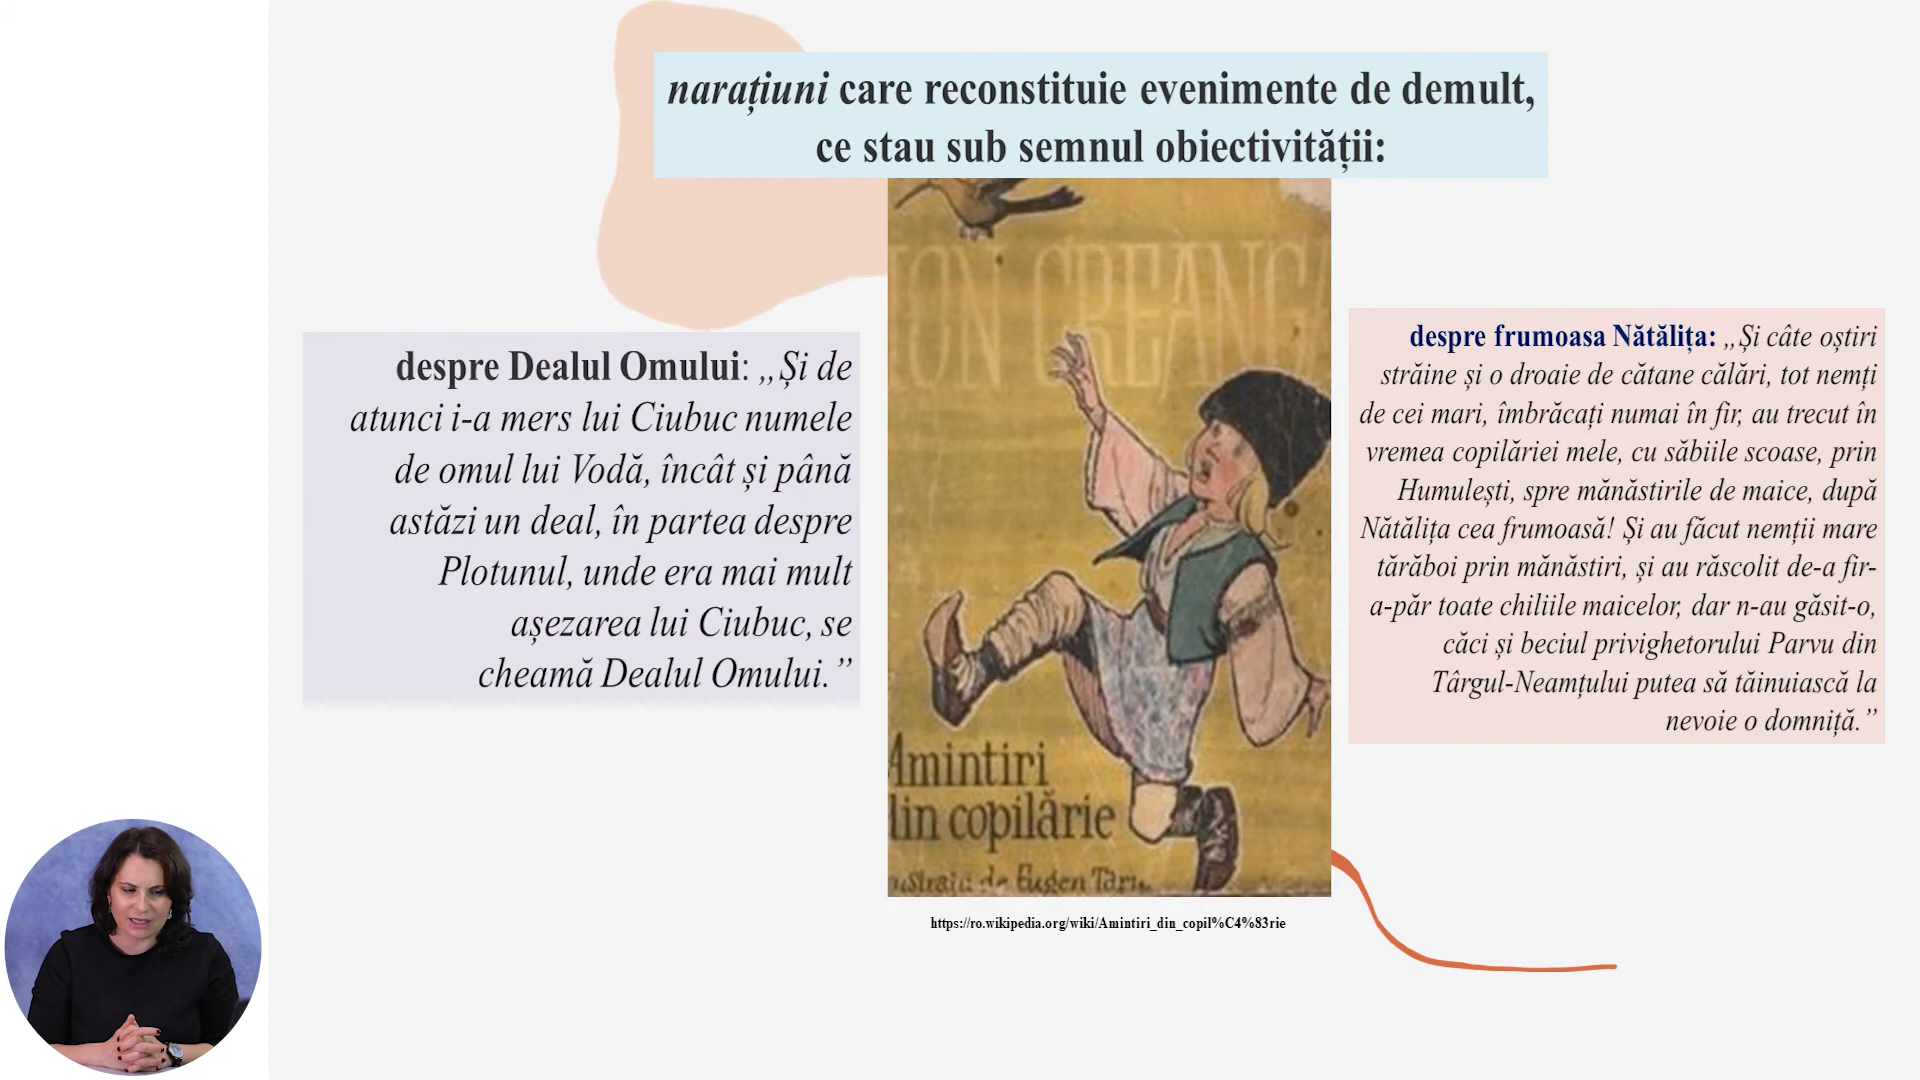 narațiuni care reconstituie evenimente de demult,
ce stau sub semnul obiectivității:
despre Dealul Omului: „Și de
atunci i-a mers lui Ciubuc numele
de omul lui Vodă, încât și până
astăzi un deal, în partea despre
Plotunul, unde era mai mult
așezarea lui Ciubuc, se
cheamă Dealul Omului.”
ION CREANGĂ
Amintiri
din copilărie
despre frumoasa Nătălița: „Și câte oștiri
străine și o droaie de cătane călări, tot nemți
de cei mari, îmbrăcați numai în fir, au trecut în
vremea copilăriei mele, cu săbiile scoase, prin
Humulești, spre mănăstirile de maice, după
Nătălița cea frumoasă! Și au făcut nemții mare
tărăboi prin mănăstiri, și au răscolit de-a fir-
a-păr toate chiliile maicelor, dar n-au găsit-o,
căci și beciul privighetorului Parvu din
Târgul-Neamțului putea să tăinuiască la
nevoie o domniță.”
de Eugen
https://ro.wikipedia.org/wiki/Amintiri_din_copil%C4%83rie